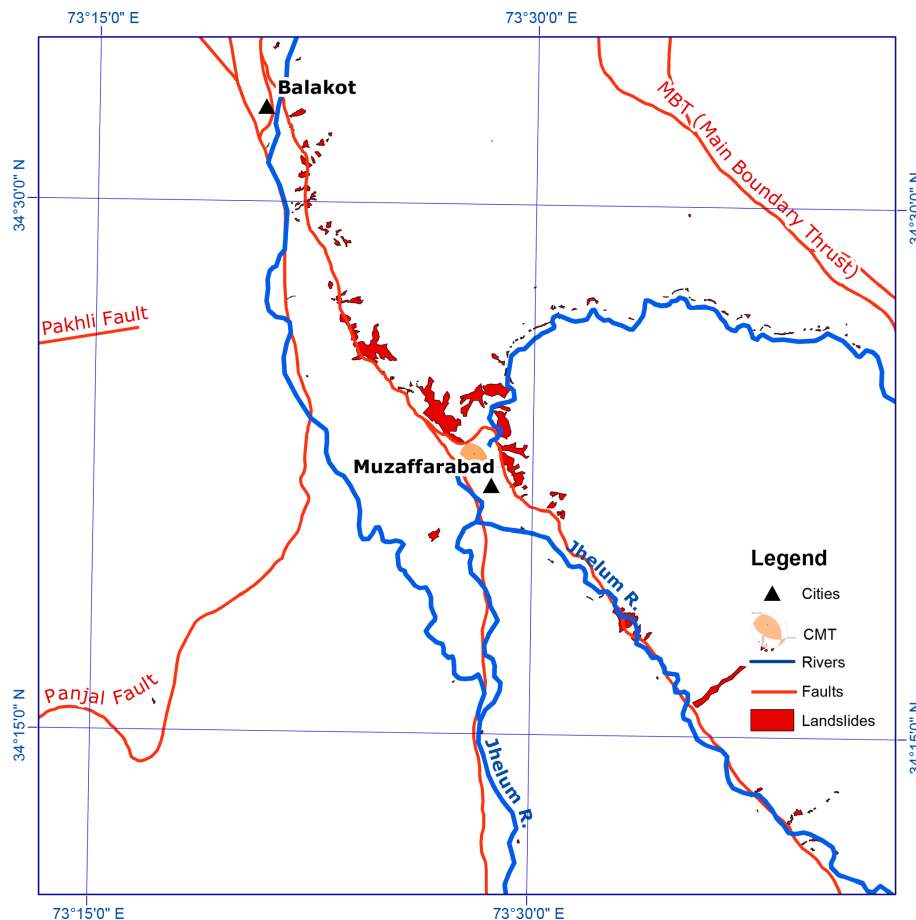 73°15'0" E
73°30'0" E
Balakot
MBT (Main Boundary Thrust)
34°30'0" N
34°30'0" N
Pakhli Fault
Muzaffarabad
Jhelum R.
Legend
Cities
CMT
Rivers
Faults
Landslides
Panjal Fault
34°15'0" N
34°15'0" N
Jhelum R.
73°15'0" E
73°30'0" E